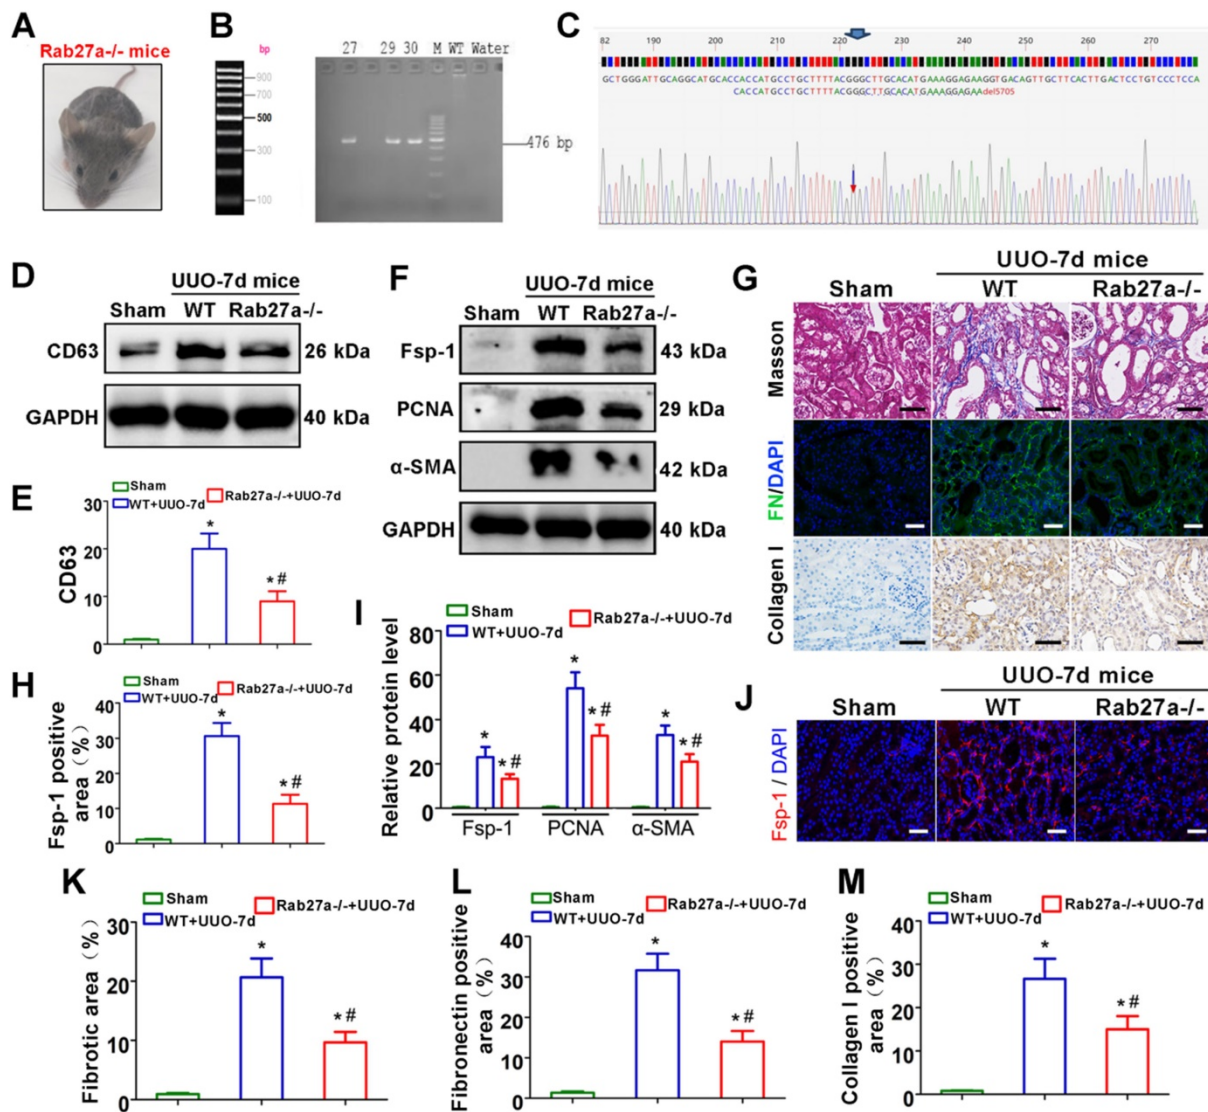 A
Rab27a-/- mice
B
bp
900
700
500
300
100
27 29 30 M WT Water
476 bp
C
82 190 200 210 220 230 240 250 260 270
GCTGGGATTGCAGGCATGCACCACCATGCCTGCTTTTACGGGCTTGCACATGAAAGGAGAAGGTGACAGTTGCTTCACTTGACTCCTGTCCCTCCA
CACCATGCCTGCTTTTACGGGCTTGCACATGAAAGGAGAAdel5705
D
UUO-7d mice
Sham WT Rab27a-/-
CD63 26 kDa
GAPDH 40 kDa
E
Sham
WT+UUO-7d
Rab27a-/-+UUO-7d
CD63
30
20
10
0
*
*#
F
UUO-7d mice
Sham WT Rab27a-/-
Fsp-1 43 kDa
PCNA 29 kDa
α-SMA 42 kDa
GAPDH 40 kDa
G
UUO-7d mice
Sham WT Rab27a-/-
Masson
FN/DAPI
Collagen I
H
Sham
WT+UUO-7d
Rab27a-/-+UUO-7d
Fsp-1 positive
area (%)
40
30
20
10
0
*
*#
I
Sham
WT+UUO-7d
Rab27a-/-+UUO-7d
Relative protein level
80
60
40
20
0
*
*#
*
*#
*
*#
Fsp-1 PCNA α-SMA
J
UUO-7d mice
Sham WT Rab27a-/-
Fsp-1 / DAPI
K
Sham
WT+UUO-7d
Rab27a-/-+UUO-7d
Fibrotic area (%)
30
20
10
0
*
*#
L
Sham
WT+UUO-7d
Rab27a-/-+UUO-7d
Fibronectin positive
area (%)
40
30
20
10
0
*
*#
M
Sham
WT+UUO-7d
Rab27a-/-+UUO-7d
Collagen I positive
area (%)
40
30
20
10
0
*
*#